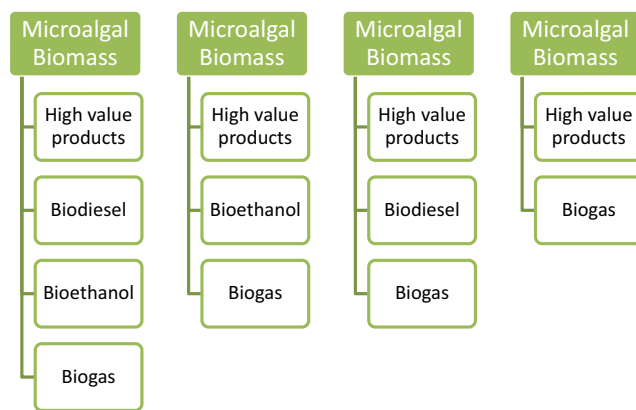 Microalgal
Biomass
High value
products
Biodiesel
Bioethanol
Biogas
Microalgal
Biomass
High value
products
Bioethanol
Biogas
Microalgal
Biomass
High value
products
Biodiesel
Biogas
Microalgal
Biomass
High value
products
Biogas